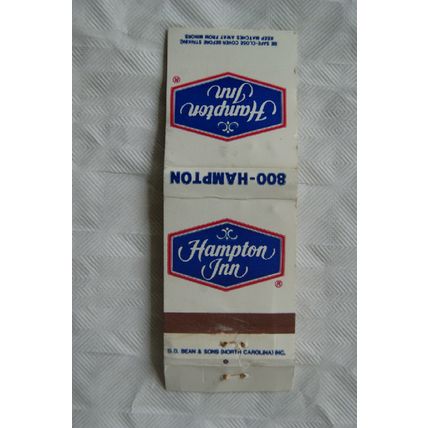 BE SAFE-CLOSE COVER BEFORE STRIKING
KEEP MATCHES AWAY FROM MINORS
Hampton
Inn
®
800-HAMPTON
Hampton
Inn
®
D.D. BEAN & SONS (NORTH CAROLINA) INC.